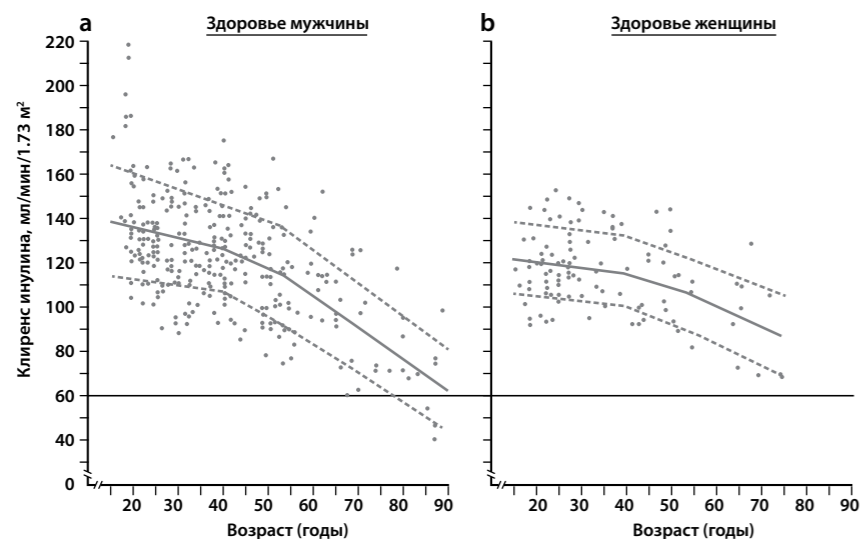 a
Здоровье мужчины
b
Здоровье женщины
Клиренс инулина, мл/мин/1.73 м²
220
200
180
160
140
120
100
80
60
40
0
20 30 40 50 60 70 80 90
Возраст (годы)
20 30 40 50 60 70 80 90
Возраст (годы)